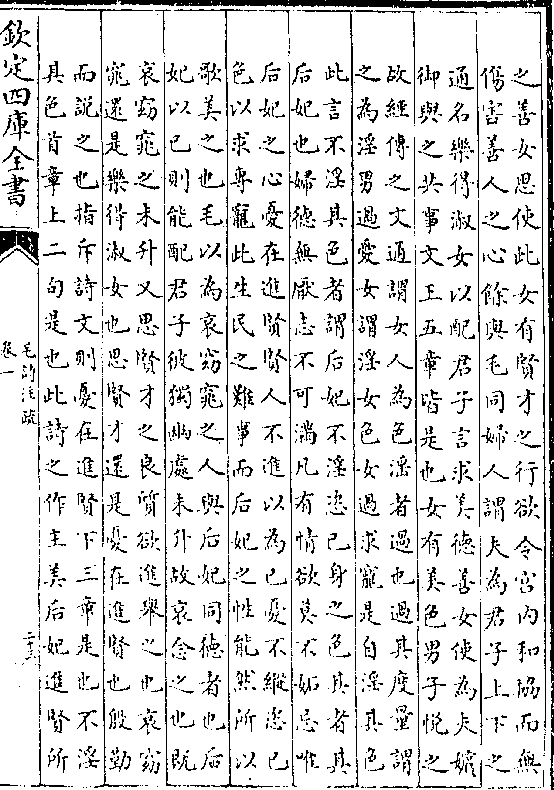 之善女思使此女有賢才之行欲令宮內和協而無
傷害善人之心餘與毛同婦人謂夫為君子上下之
通名樂得淑女以配君子言求美德善女使為夫嬪
御與之共事文王五章皆是也女有美色男子悅之
故經傳之文通謂女人為色淫者過也過其度量謂
之為淫男過愛女謂淫女色女過求寵是自淫其色
此言不淫其色者謂后妃不淫恣已身之色其者其
后妃也婦德無厭志不可滿凡有情欲莫不妬忌唯
后妃之心憂在進賢賢人不進以為已憂不縱恣已
色以求專寵此生民之難事而后妃之性能然所以
歌美之也毛以為哀窈窕之人與后妃同德者也后
妃以已則能配君子彼獨幽處未升故哀念之也既
哀窈窕之未升又思賢才之良質欲進舉之也哀窈
窕還是樂得淑女也思賢才還是憂在進賢也殷勤
而說之也指斥詩文則憂在進賢下三章是也不淫
其色首章上二句是也此詩之作主美后妃進賢所
欽定四庫全書
毛詩注疏
卷一
二十六